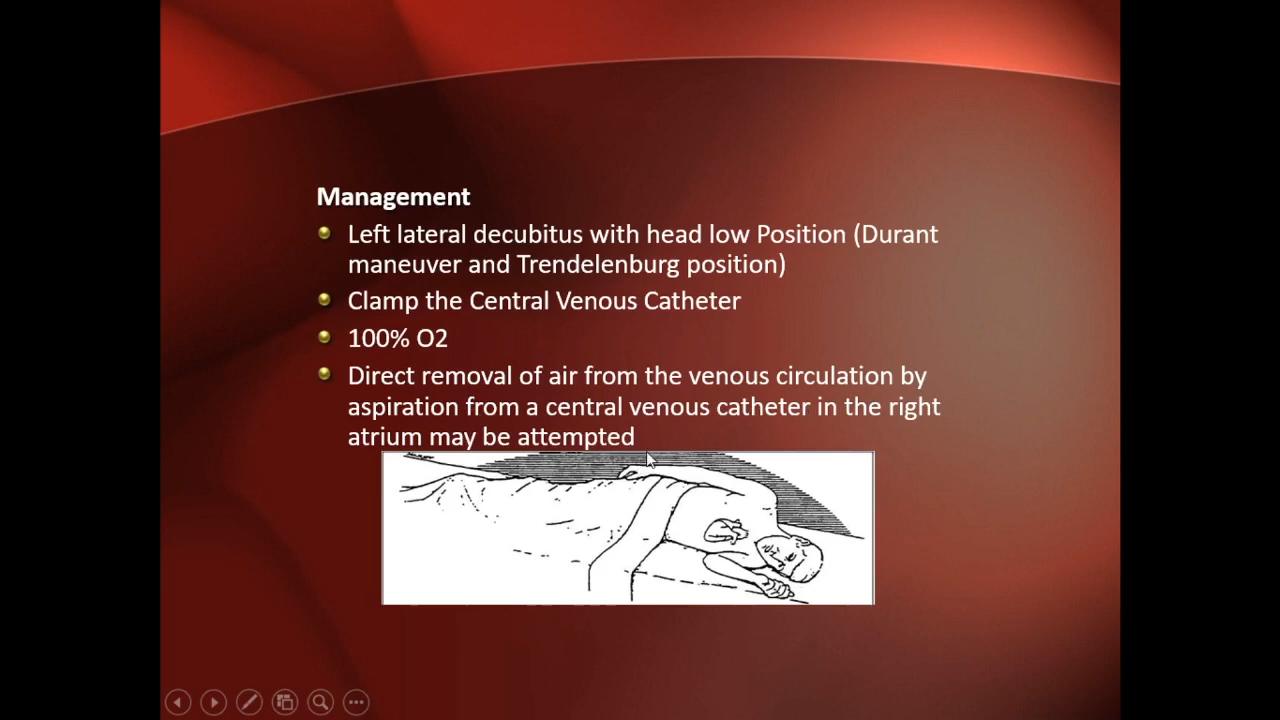 Management
Left lateral decubitus with head low Position (Durant
maneuver and Trendelenburg position)
Clamp the Central Venous Catheter
100% O2
Direct removal of air from the venous circulation by
aspiration from a central venous catheter in the right
atrium may be attempted